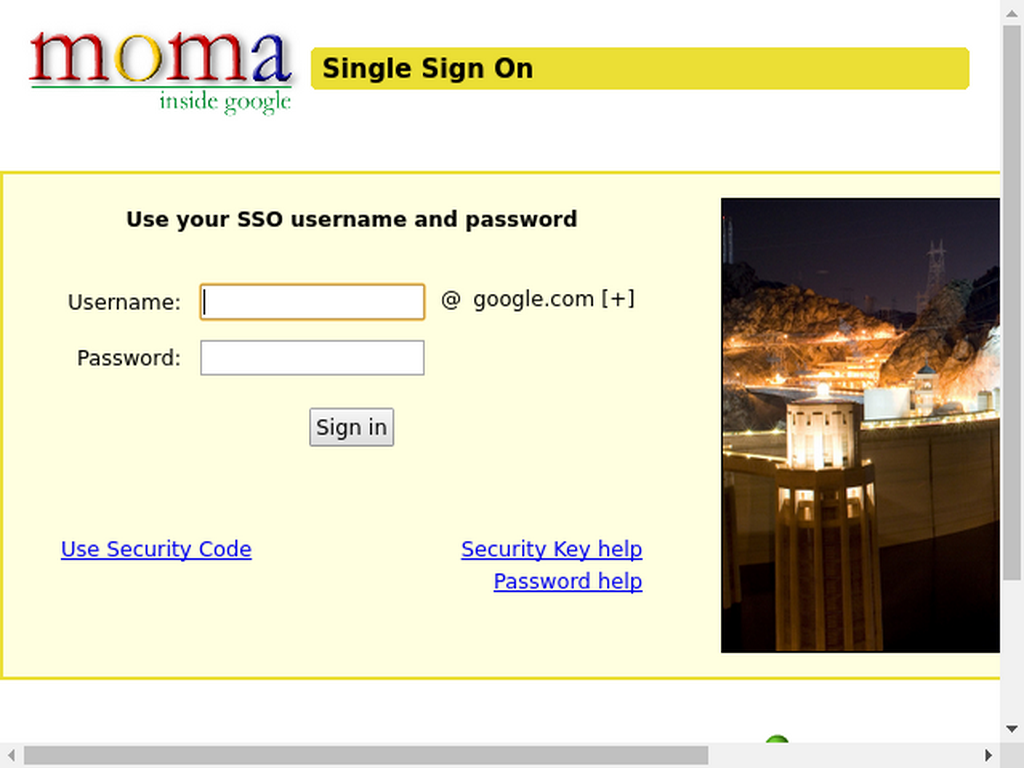 moma
inside google
Single Sign On
Use your SSO username and password
Username: @ google.com [+]
Password:
Sign in
Use Security Code Security Key help
Password help